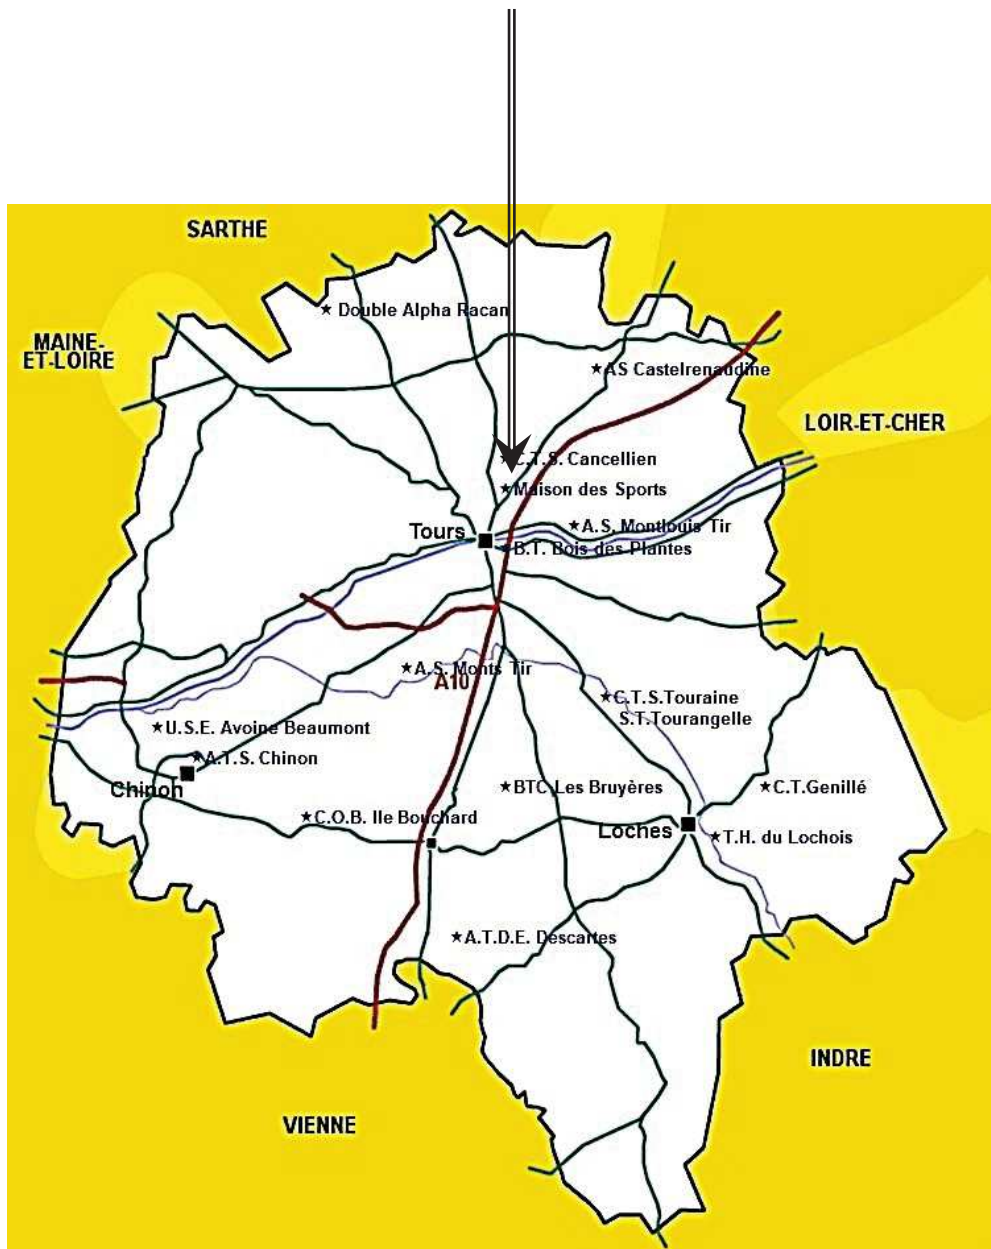 SARTHE
★ Double Alpha Racan
MAINE-
ET-LOIRE
★AS Castelrenaudine
LOIR-ET-CHER
★C.T.S. Cancellien
★Maison des Sports
★A.S. Montlouis Tir
Tours
★B.T. Bois des Plantes
★A.S. Monts Tir
A10
★C.T.S.Touraine
S.T.Tourangelle
★U.S.E. Avoine Beaumont
★A.T.S. Chinon
Chinon
★BTC Les Bruyères
★C.T.Genillé
★C.O.B. Ile Bouchard
Loches
★T.H. du Lochois
★A.T.D.E. Descartes
INDRE
VIENNE